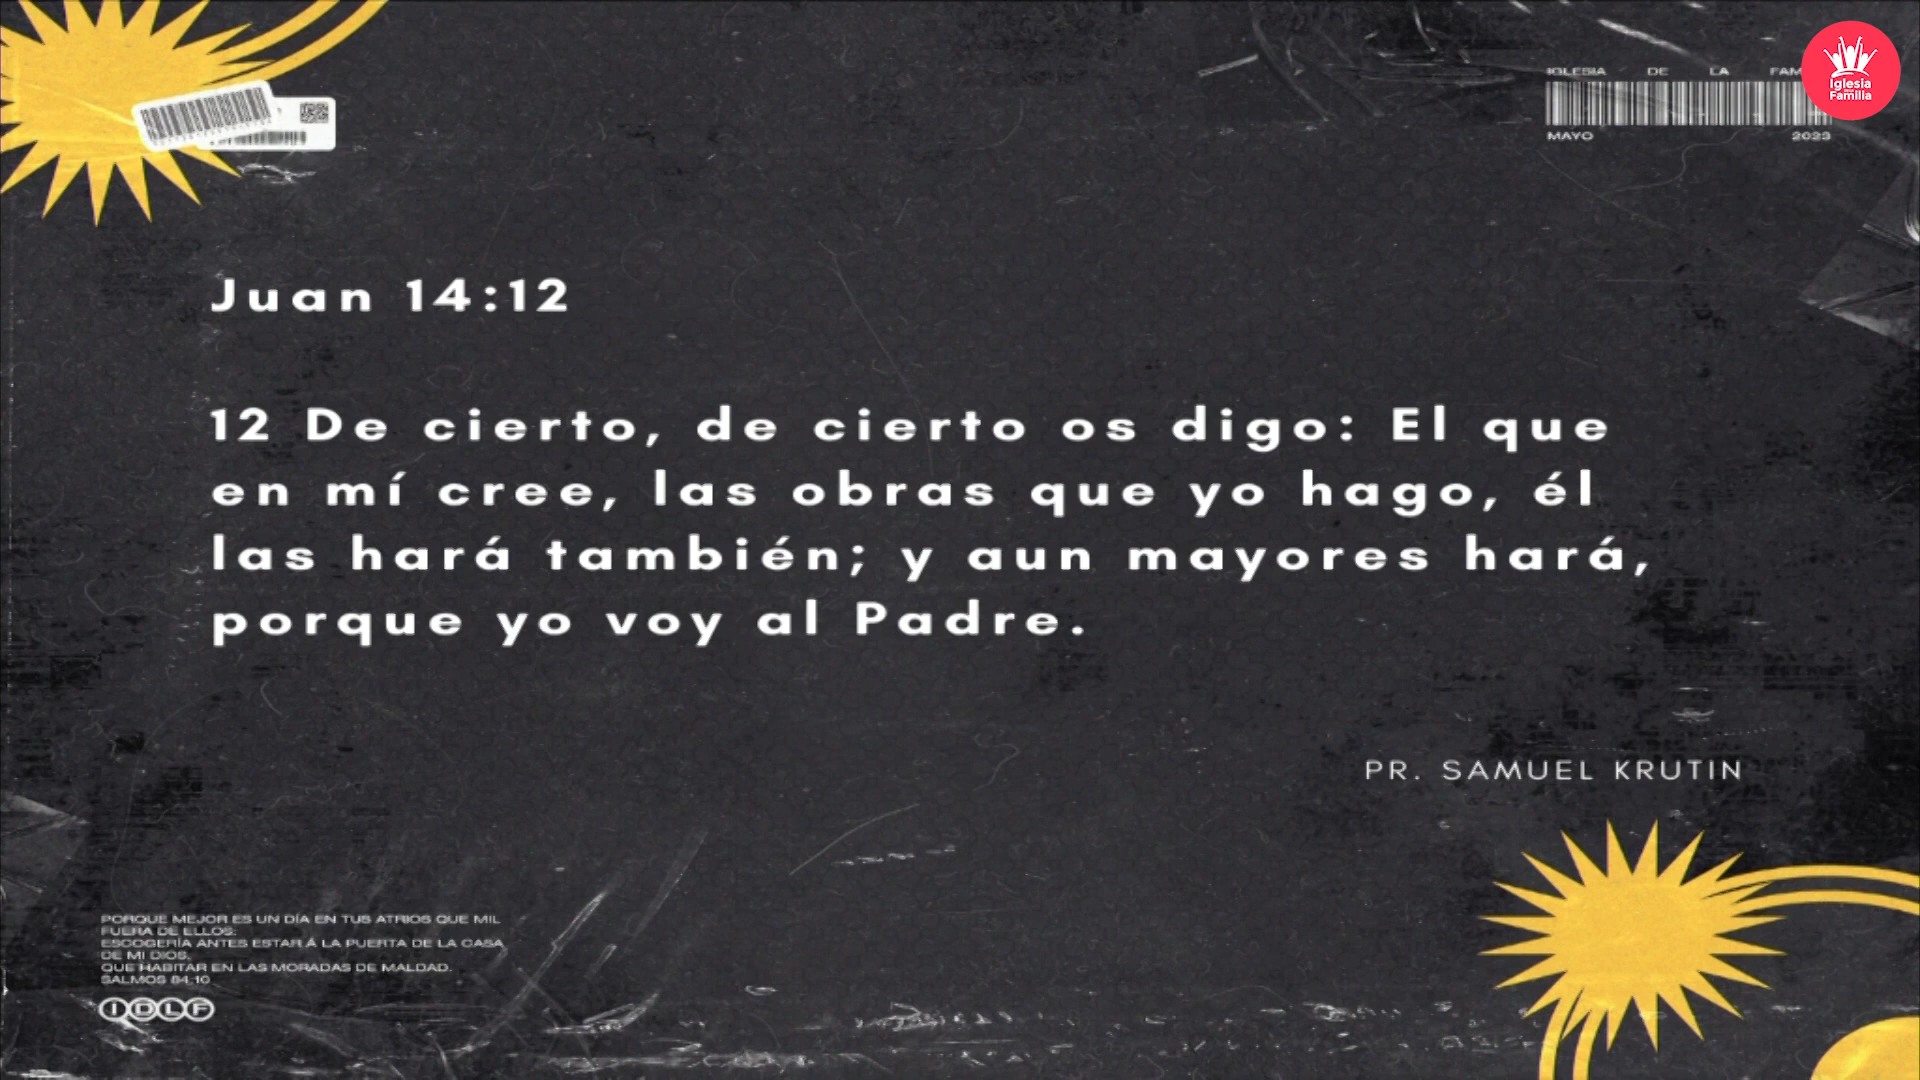 IGLESIA DE LA
MAYO 2023
Iglesia
Familia
Juan 14:12
12 De cierto, de cierto os digo: El que
en mí cree, las obras que yo hago, él
las hará también; y aun mayores hará,
porque yo voy al Padre.
PR. SAMUEL KRUTIN
PORQUE MEJOR ES UN DÍA EN TUS ATRIOS QUE MIL
FUERA DE ELLOS:
ESCOGERÍA ANTES ESTAR Á LA PUERTA DE LA CASA
DE MI DIOS,
QUE HABITAR EN LAS MORADAS DE MALDAD.
SALMOS 84:10
IDLF